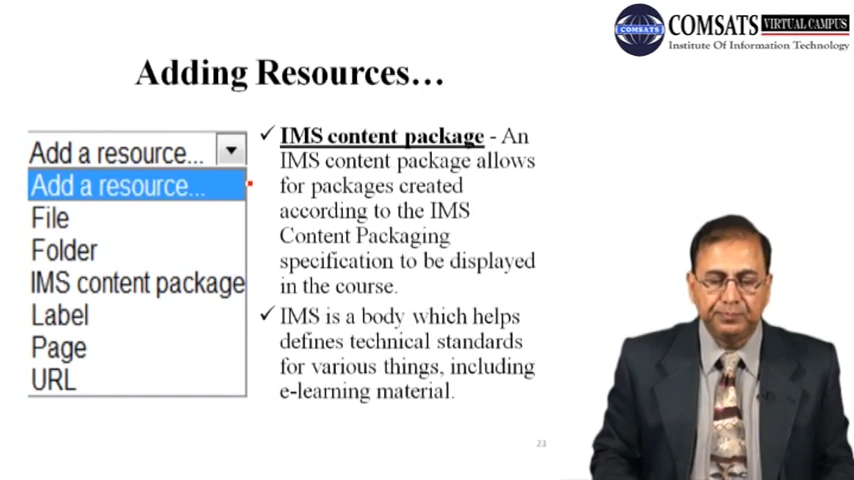 COMSATS
COMSATS VIRTUAL CAMPUS
Institute Of Information Technology
Adding Resources…
Add a resource...
Add a resource...
File
Folder
IMS content package
Label
Page
URL
✓ IMS content package - An
IMS content package allows
for packages created
according to the IMS
Content Packaging
specification to be displayed
in the course.
✓ IMS is a body which helps
defines technical standards
for various things, including
e-learning material.
23